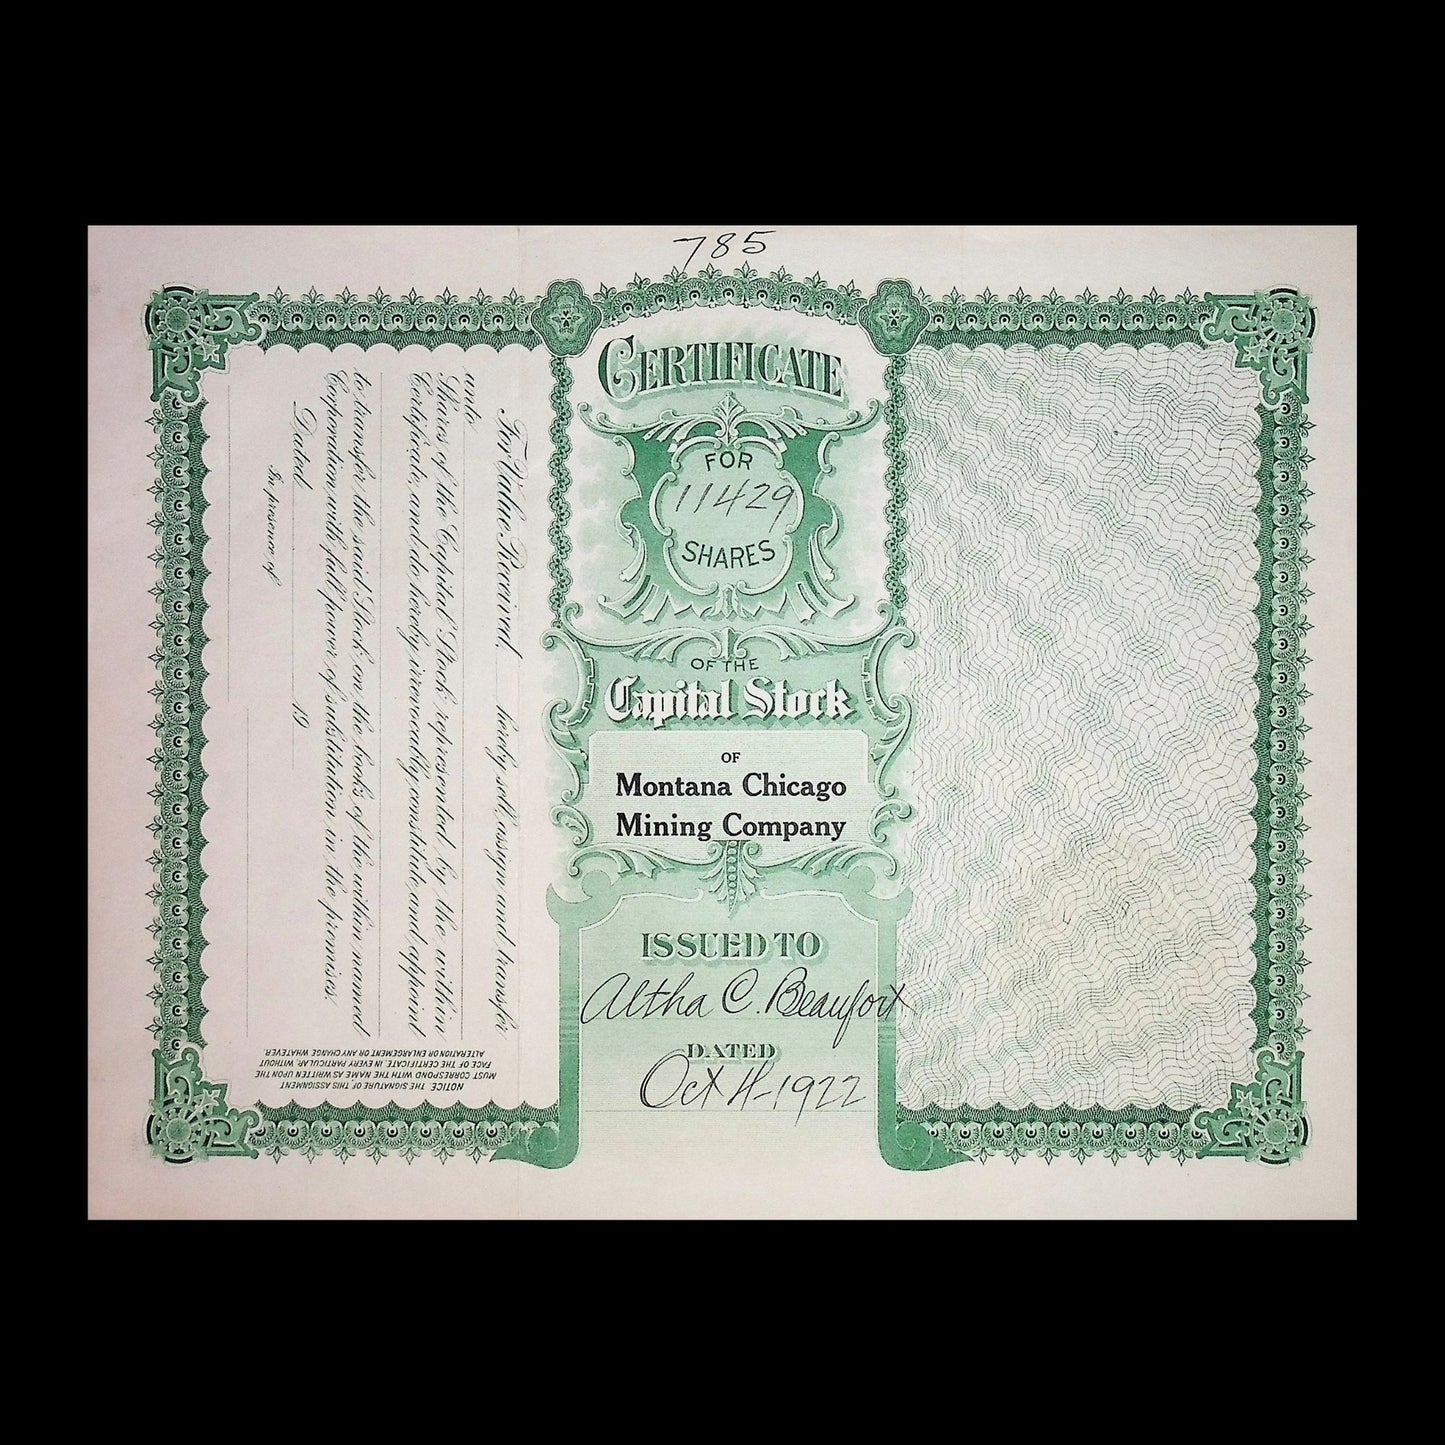 785
CERTIFICATE
FOR
11429
SHARES
OF THE
Capital Stock
OF
Montana Chicago
Mining Company
ISSUED TO
Altha C. Beaufort
DATED
Oct 4-1922
For Value Received, hereby sell, assign and transfer
unto
Shares of the Capital Stock represented by the within
Certificate, and do hereby irrevocably constitute and appoint
to transfer the said Stock on the books of the within named
Corporation with full power of substitution in the premises.
Dated 19
In presence of
NOTICE. THE SIGNATURE OF THIS ASSIGNMENT
MUST CORRESPOND WITH THE NAME AS WRITTEN UPON THE
FACE OF THE CERTIFICATE, IN EVERY PARTICULAR, WITHOUT
ALTERATION OR ENLARGEMENT OR ANY CHANGE WHATEVER.